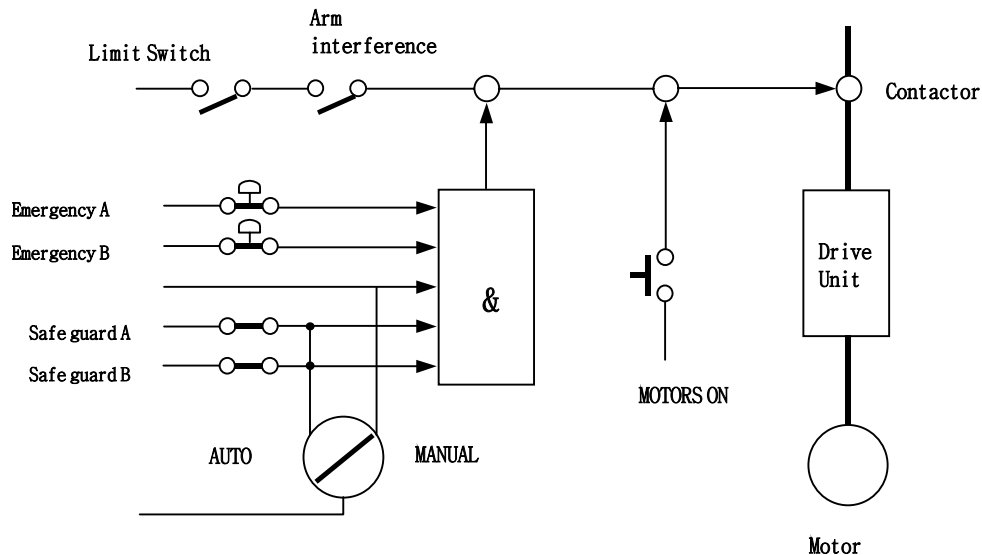 Arm
interference
Limit Switch
Contactor
Emergency A
Emergency B
&
Drive
Unit
Safe guard A
Safe guard B
MOTORS ON
AUTO
MANUAL
Motor